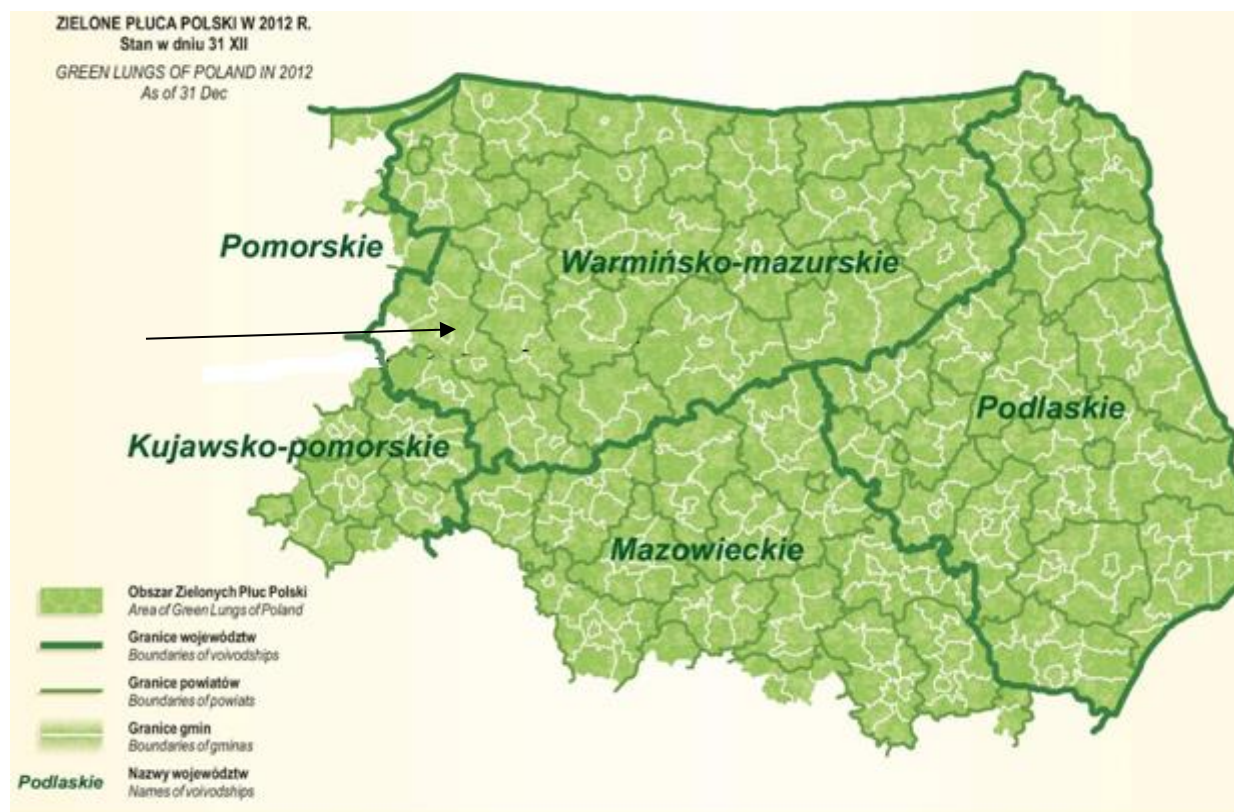 ZIELONE PŁUCA POLSKI W 2012 R.
Stan w dniu 31 XII
GREEN LUNGS OF POLAND IN 2012
As of 31 Dec
Pomorskie
Warmińsko-mazurskie
Podlaskie
Kujawsko-pomorskie
Mazowieckie
Obszar Zielonych Płuc Polski
Area of Green Lungs of Poland
Granice województw
Boundaries of voivodships
Granice powiatów
Boundaries of powiats
Granice gmin
Boundaries of gminas
Podlaskie
Nazwy województw
Names of voivodships